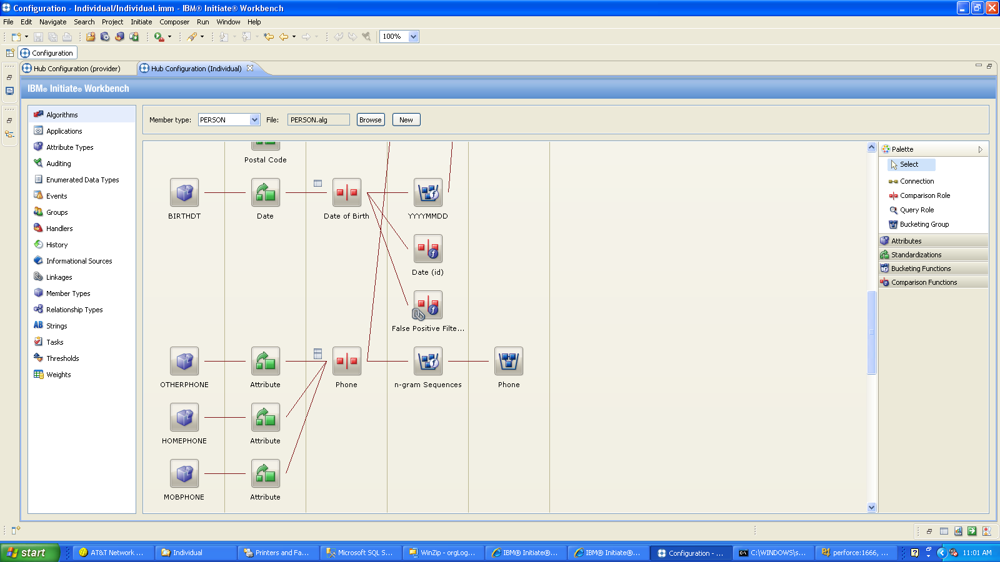 Configuration - Individual/Individual.imm - IBM® Initiate® Workbench
File Edit Navigate Search Project Initiate Composer Run Window Help
100%
Configuration
Hub Configuration (provider) Hub Configuration (Individual)
IBM® Initiate® Workbench
Algorithms
Applications
Attribute Types
Auditing
Enumerated Data Types
Events
Groups
Handlers
History
Informational Sources
Linkages
Member Types
Relationship Types
Strings
Tasks
Thresholds
Weights
Member type: PERSON File: PERSON.alg Browse New
Postal Code
BIRTHDT Date Date of Birth YYYYMMDD
Date (id)
False Positive Filte...
OTHERPHONE Attribute Phone n-gram Sequences Phone
HOMEPHONE Attribute
MOBPHONE Attribute
Palette
Select
Connection
Comparison Role
Query Role
Bucketing Group
Attributes
Standardizations
Bucketing Functions
Comparison Functions
start AT&T Network ... Individual Printers and Fa... Microsoft SQL S... WinZip - orgLog... IBM® Initiate®... IBM® Initiate®... Configuration - ... C:\WINDOWS\s... perforce:1666, ... 11:01 AM